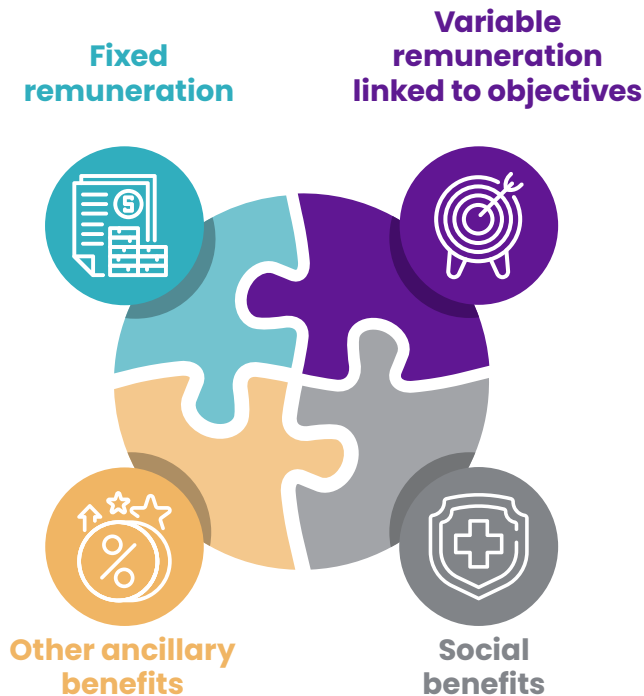 Fixed
remuneration
Variable
remuneration
linked to objectives
$
%
Other ancillary
benefits
Social
benefits